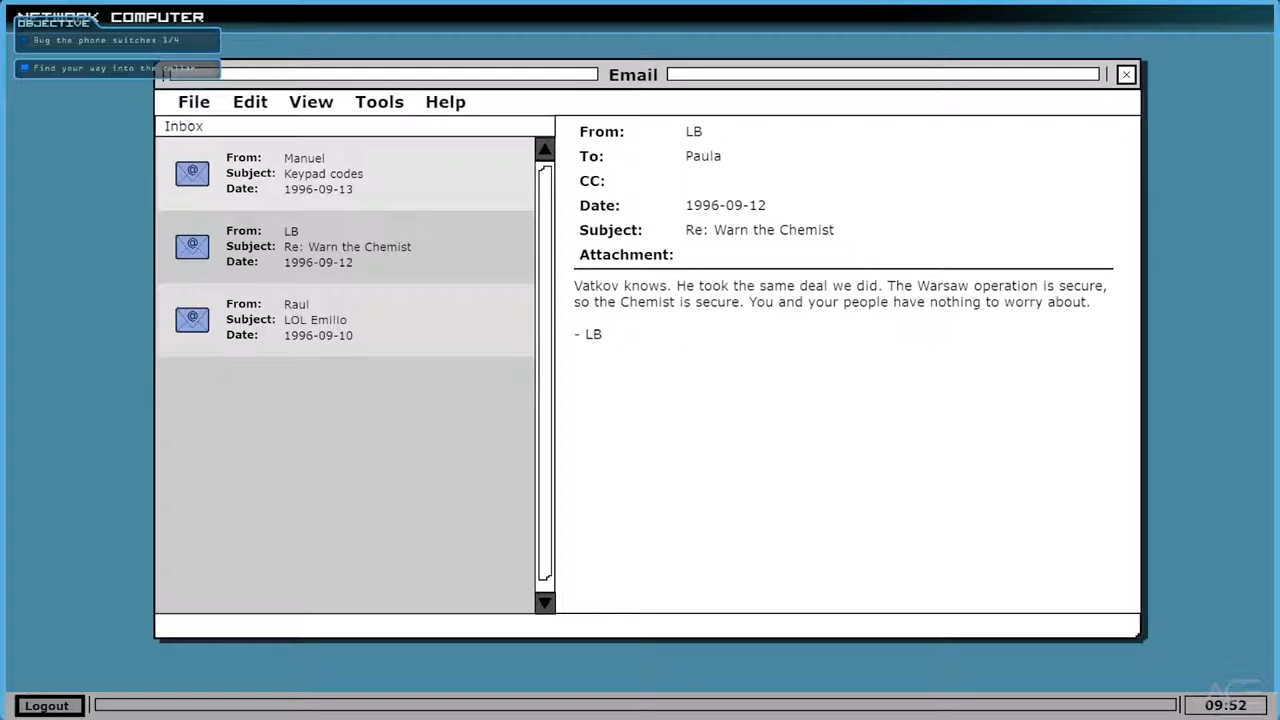 NETWORK COMPUTER
OBJECTIVE
Bug the phone switches 3/4
Find your way into the cellar
Email
File Edit View Tools Help
Inbox
From: Manuel
Subject: Keypad codes
Date: 1996-09-13
From: LB
Subject: Re: Warn the Chemist
Date: 1996-09-12
From: Raul
Subject: LOL Emilio
Date: 1996-09-10
From: LB
To: Paula
CC:
Date: 1996-09-12
Subject: Re: Warn the Chemist
Attachment:
Vatkov knows. He took the same deal we did. The Warsaw operation is secure,
so the Chemist is secure. You and your people have nothing to worry about.
- LB
Logout
09:52